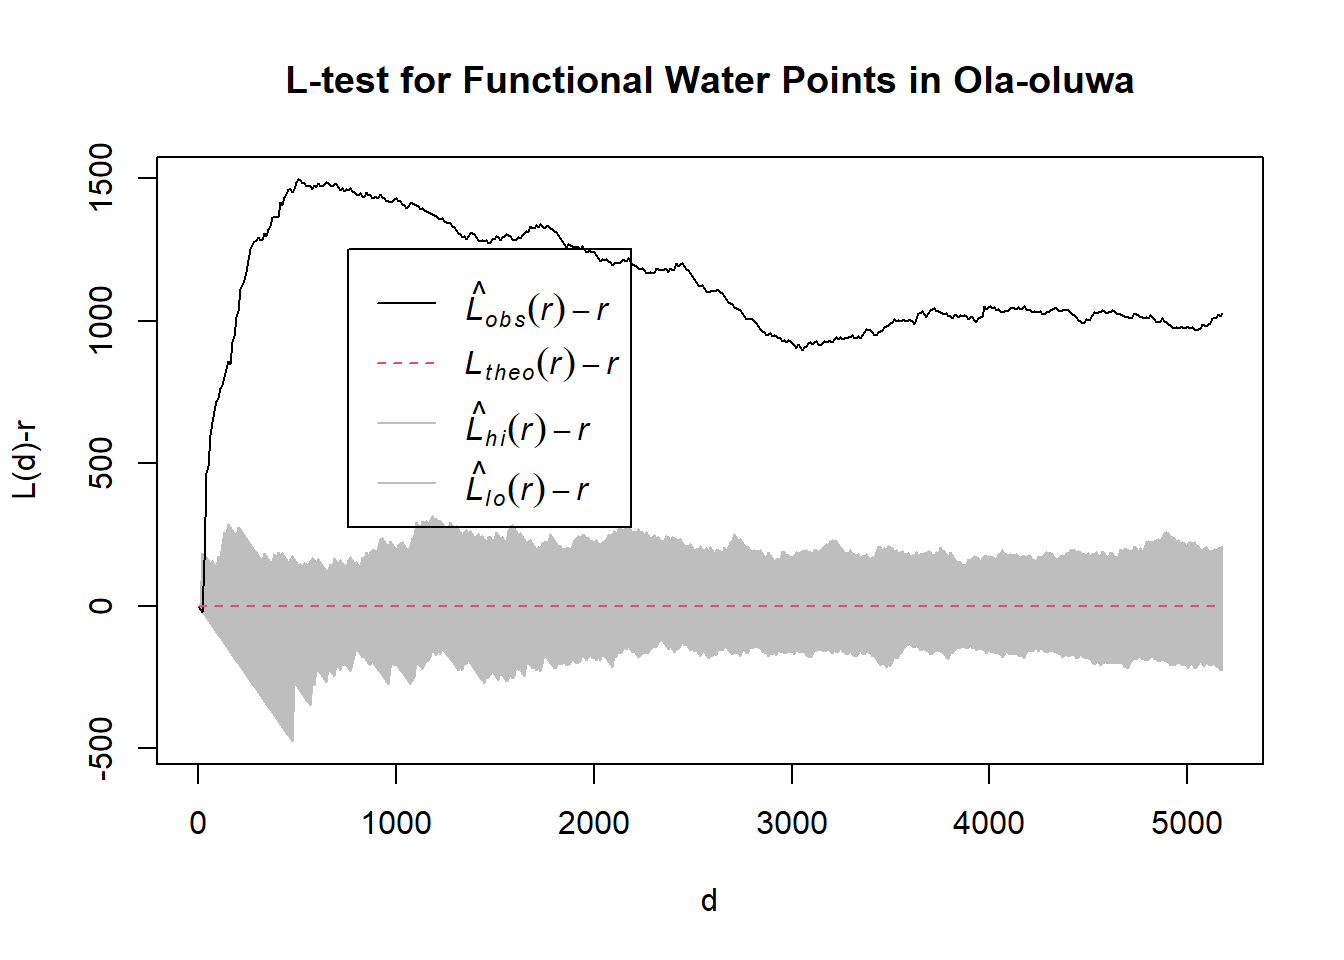 L-test for Functional Water Points in Ola-oluwa
L(d)-r
1500
1000
500
0
-500
L̂obs(r) − r
Ltheo(r) − r
L̂hi(r) − r
L̂lo(r) − r
0 1000 2000 3000 4000 5000
d